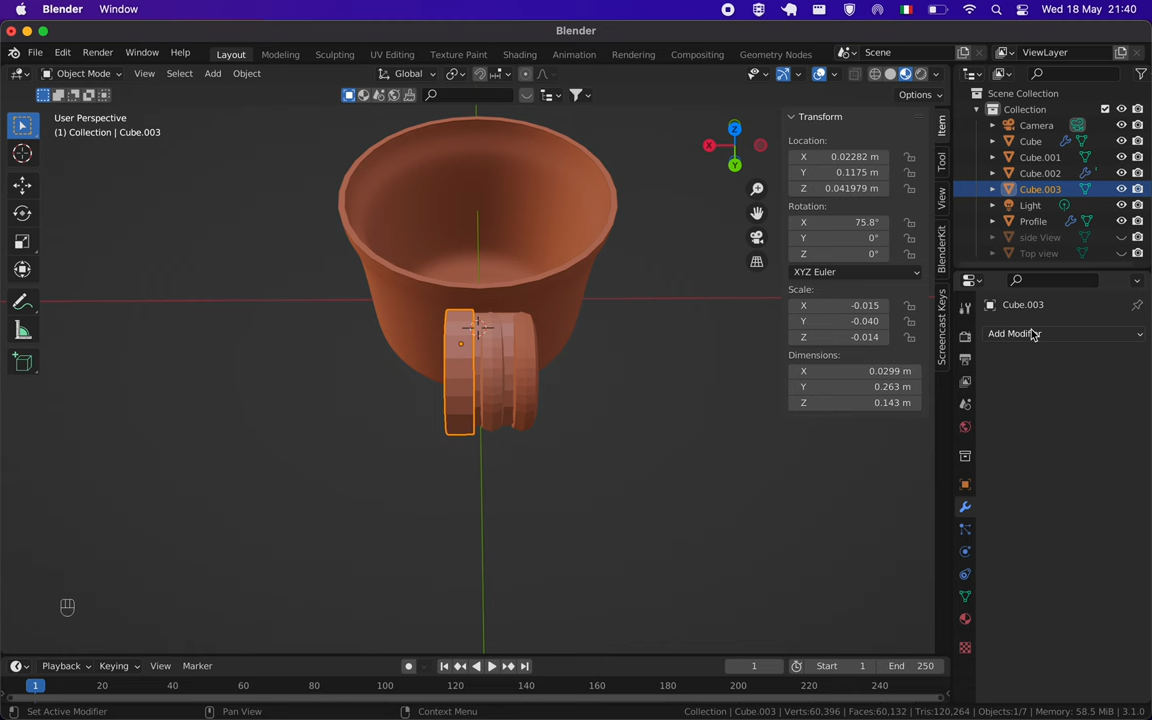 Blender Window Wed 18 May 21:40
Blender
File Edit Render Window Help Layout Modeling Sculpting UV Editing Texture Paint Shading Animation Rendering Compositing Geometry Nodes Scene ViewLayer
Object Mode View Select Add Object Global
Options
User Perspective
(1) Collection | Cube.003
X
Y
Z
Transform
Location:
X 0.02282 m
Y 0.1175 m
Z 0.041979 m
Rotation:
X 75.8°
Y 0°
Z 0°
XYZ Euler
Scale:
X -0.015
Y -0.040
Z -0.014
Dimensions:
X 0.0299 m
Y 0.263 m
Z 0.143 m
Item
Tool
View
BlenderKit
Screencast Keys
Scene Collection
Collection
Camera
Cube
Cube.001
Cube.002
Cube.003
Light
Profile
side View
Top view
Cube.003
Add Modifier
Playback Keying View Marker 1 Start 1 End 250
1 20 40 60 80 100 120 140 160 180 200 220 240
Set Active Modifier Pan View Context Menu Collection | Cube.003 | Verts:60,396 | Faces:60,132 | Tris:120,264 | Objects:1/7 | Memory: 58.5 MiB | 3.1.0